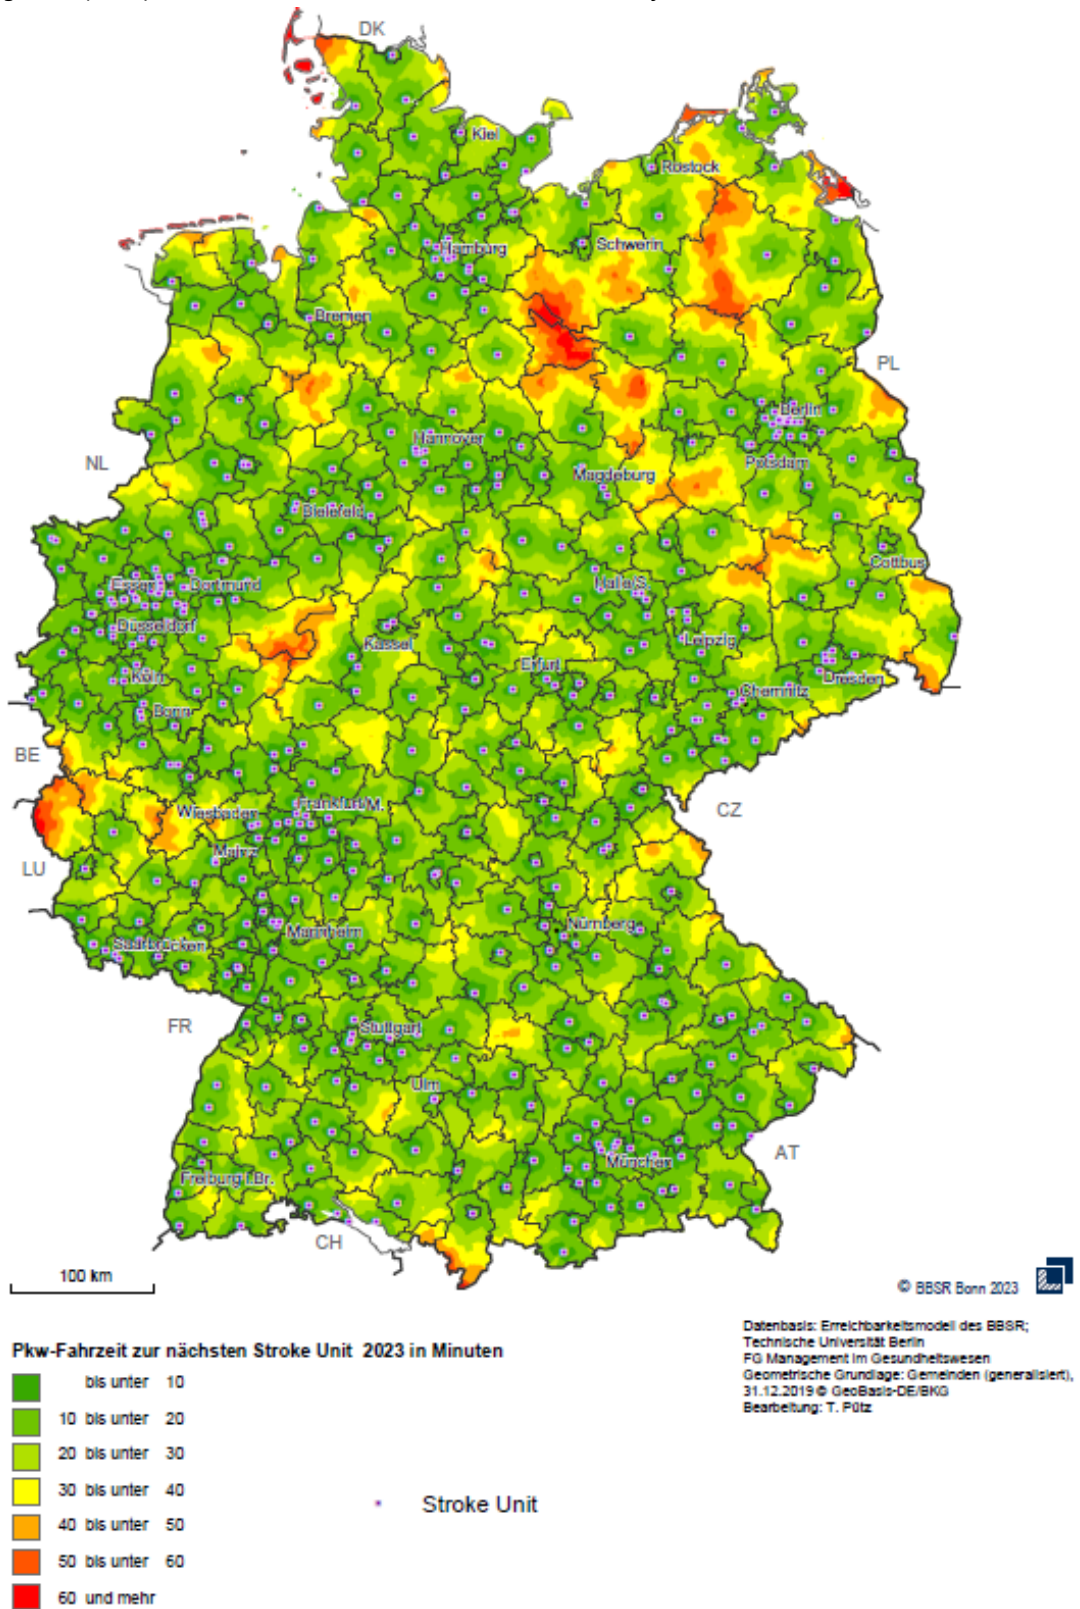 DK
Kiel
Rostock
Hamburg
Schwerin
Bremen
PL
Berlin
Hannover
NL
Potsdam
Magdeburg
Bielefeld
Cottbus
Essen
Dortmund
Halle/S.
Düsseldorf
Leipzig
Kassel
Erfurt
Köln
Dresden
Chemnitz
Bonn
BE
Wiesbaden
Frankfurt/M.
CZ
Mainz
LU
Nürnberg
Mannheim
Saarbrücken
FR
Stuttgart
Ulm
AT
München
Freiburg i.Br.
CH
100 km
© BBSR Bonn 2023
Datenbasis: Erreichbarkeitsmodell des BBSR;
Technische Universität Berlin
FG Management im Gesundheitswesen
Geometrische Grundlage: Gemeinden (generalisiert),
31.12.2019 © GeoBasis-DE/BKG
Bearbeitung: T. Pütz
Pkw-Fahrzeit zur nächsten Stroke Unit 2023 in Minuten
bis unter 10
10 bis unter 20
20 bis unter 30
30 bis unter 40
40 bis unter 50
50 bis unter 60
60 und mehr
Stroke Unit